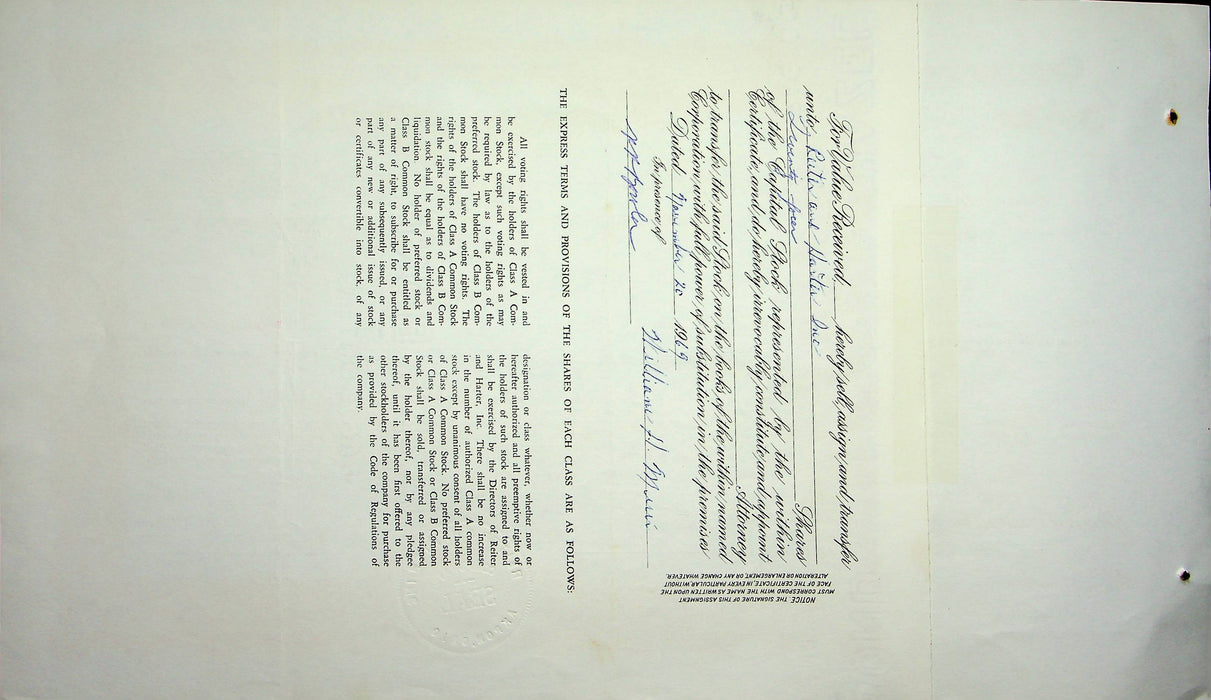 For Value Received, hereby sell, assign, and transfer
unto Reiter and Harter Inc
Twenty four Shares
of the Capital Stock represented by the within
Certificate, and do hereby irrevocably constitute and appoint
Attorney
to transfer the said Stock on the books of the within named
Corporation with full power of substitution in the premises.
Dated November 20 1969
In presence of
William H.
NOTICE. THE SIGNATURE OF THIS ASSIGNMENT
MUST CORRESPOND WITH THE NAME AS WRITTEN UPON THE
FACE OF THE CERTIFICATE, IN EVERY PARTICULAR, WITHOUT
ALTERATION OR ENLARGEMENT, OR ANY CHANGE WHATEVER.
THE EXPRESS TERMS AND PROVISIONS OF THE SHARES OF EACH CLASS ARE AS FOLLOWS:
All voting rights shall be vested in and
be exercised by the holders of Class A Com-
mon Stock, except such voting rights as may
be required by law as to the holders of the
preferred stock. The holders of Class B Com-
mon Stock shall have no voting rights. The
rights of the holders of Class A Common Stock
and the rights of the holders of Class B Com-
mon stock shall be equal as to dividends and
liquidation. No holder of preferred stock or
Class B Common Stock shall be entitled as
a matter of right, to subscribe for or purchase
any part of any subsequently issued, or any
part of any new or additional issue of stock
or certificates convertible into stock, of any
designation or class whatever, whether now or
hereafter authorized and all preemptive rights of
the holders of such stock are assigned to and
shall be exercised by the Directors of Reiter
and Harter, Inc. There shall be no increase
in the number of authorized Class A common
stock except by unanimous consent of all holders
of Class A Common Stock. No preferred stock
or Class A Common Stock or Class B Common
Stock shall be sold, transferred or assigned
by the holder thereof, nor by any pledgee
thereof, until it has been first offered to the
other stockholders of the company for purchase
as provided by the Code of Regulations of
the company.